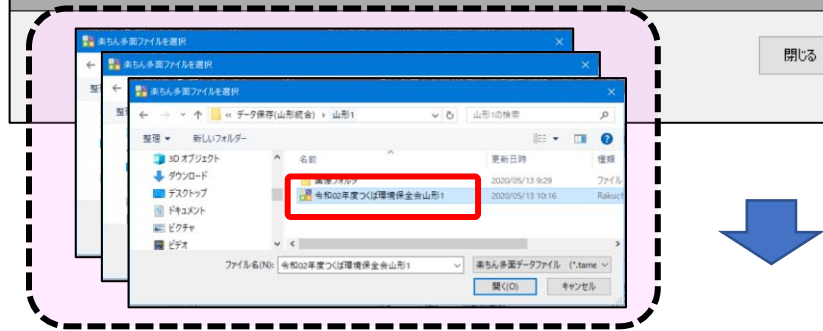 閉じる
楽ちん多面ファイルを選択
楽ちん多面ファイルを選択
整理
楽ちん多面ファイルを選択
« データ保存(山形統合) › 山形1
山形1の検索
整理 新しいフォルダー
3D オブジェクト
ダウンロード
デスクトップ
ドキュメント
ピクチャ
ビデオ
名前 更新日時 種類
画像フォルダ 2020/05/13 9:29 ファイル
令和02年度つくば環境保全会山形1 2020/05/13 10:16 Rakuch
ファイル名(N): 令和02年度つくば環境保全会山形1 楽ちん多面データファイル (*.tame
開く(O) キャンセル